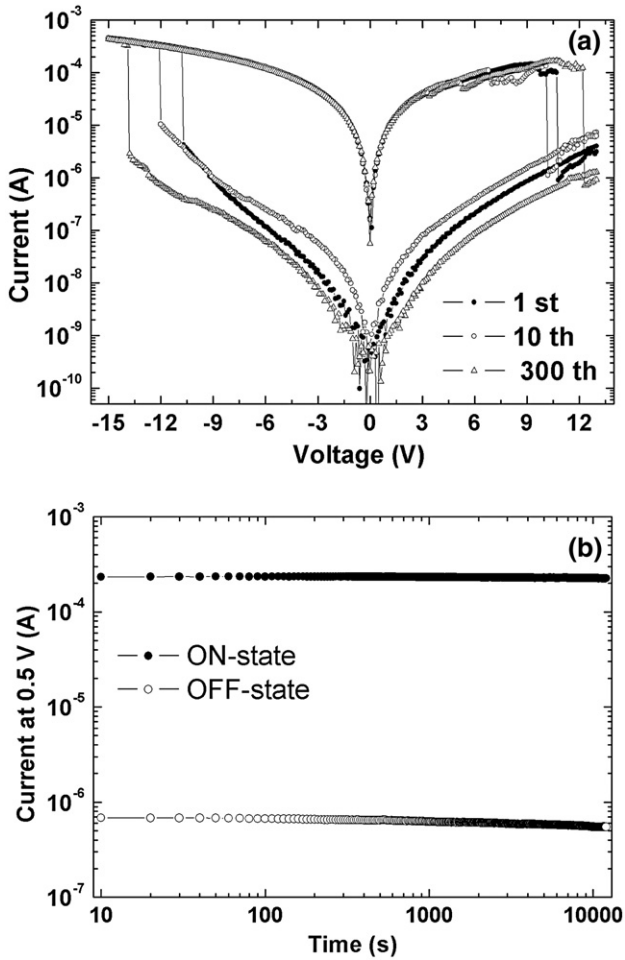 (a)
10^-3
10^-4
10^-5
10^-6
10^-7
10^-8
10^-9
10^-10
Current (A)
1 st
10 th
300 th
-15 -12 -9 -6 -3 0 3 6 9 12
Voltage (V)
(b)
10^-3
10^-4
10^-5
10^-6
10^-7
Current at 0.5 V (A)
ON-state
OFF-state
10 100 1000 10000
Time (s)